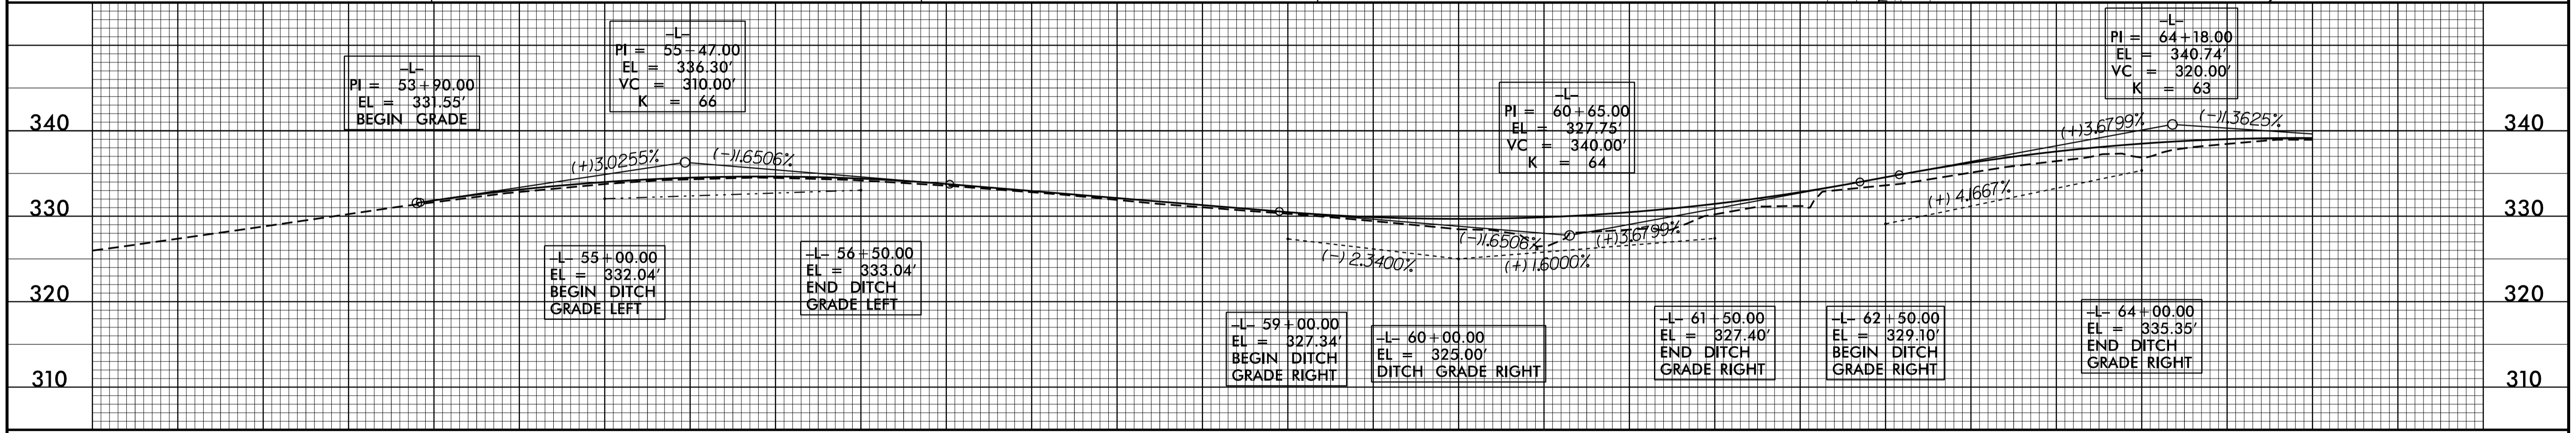 –L–
PI = 53+90.00
EL = 331.55'
BEGIN GRADE
–L–
PI = 55+47.00
EL = 336.30'
VC = 310.00'
K = 66
–L–
PI = 60+65.00
EL = 327.75'
VC = 340.00'
K = 64
–L–
PI = 64+18.00
EL = 340.74'
VC = 320.00'
K = 63
340
340
(+)3.0255%
(-)1.6506%
(+)3.6799%
(-)1.3625%
330
330
(-)1.6506%
(+)3.6799%
(+) 4.1667%
(-) 2.3400%
(+) 1.6000%
–L– 55+00.00
EL = 332.04'
BEGIN DITCH
GRADE LEFT
–L– 56+50.00
EL = 333.04'
END DITCH
GRADE LEFT
320
320
–L– 59+00.00
EL = 327.34'
BEGIN DITCH
GRADE RIGHT
–L– 60+00.00
EL = 325.00'
DITCH GRADE RIGHT
–L– 61+50.00
EL = 327.40'
END DITCH
GRADE RIGHT
–L– 62+50.00
EL = 329.10'
BEGIN DITCH
GRADE RIGHT
–L– 64+00.00
EL = 335.35'
END DITCH
GRADE RIGHT
310
310